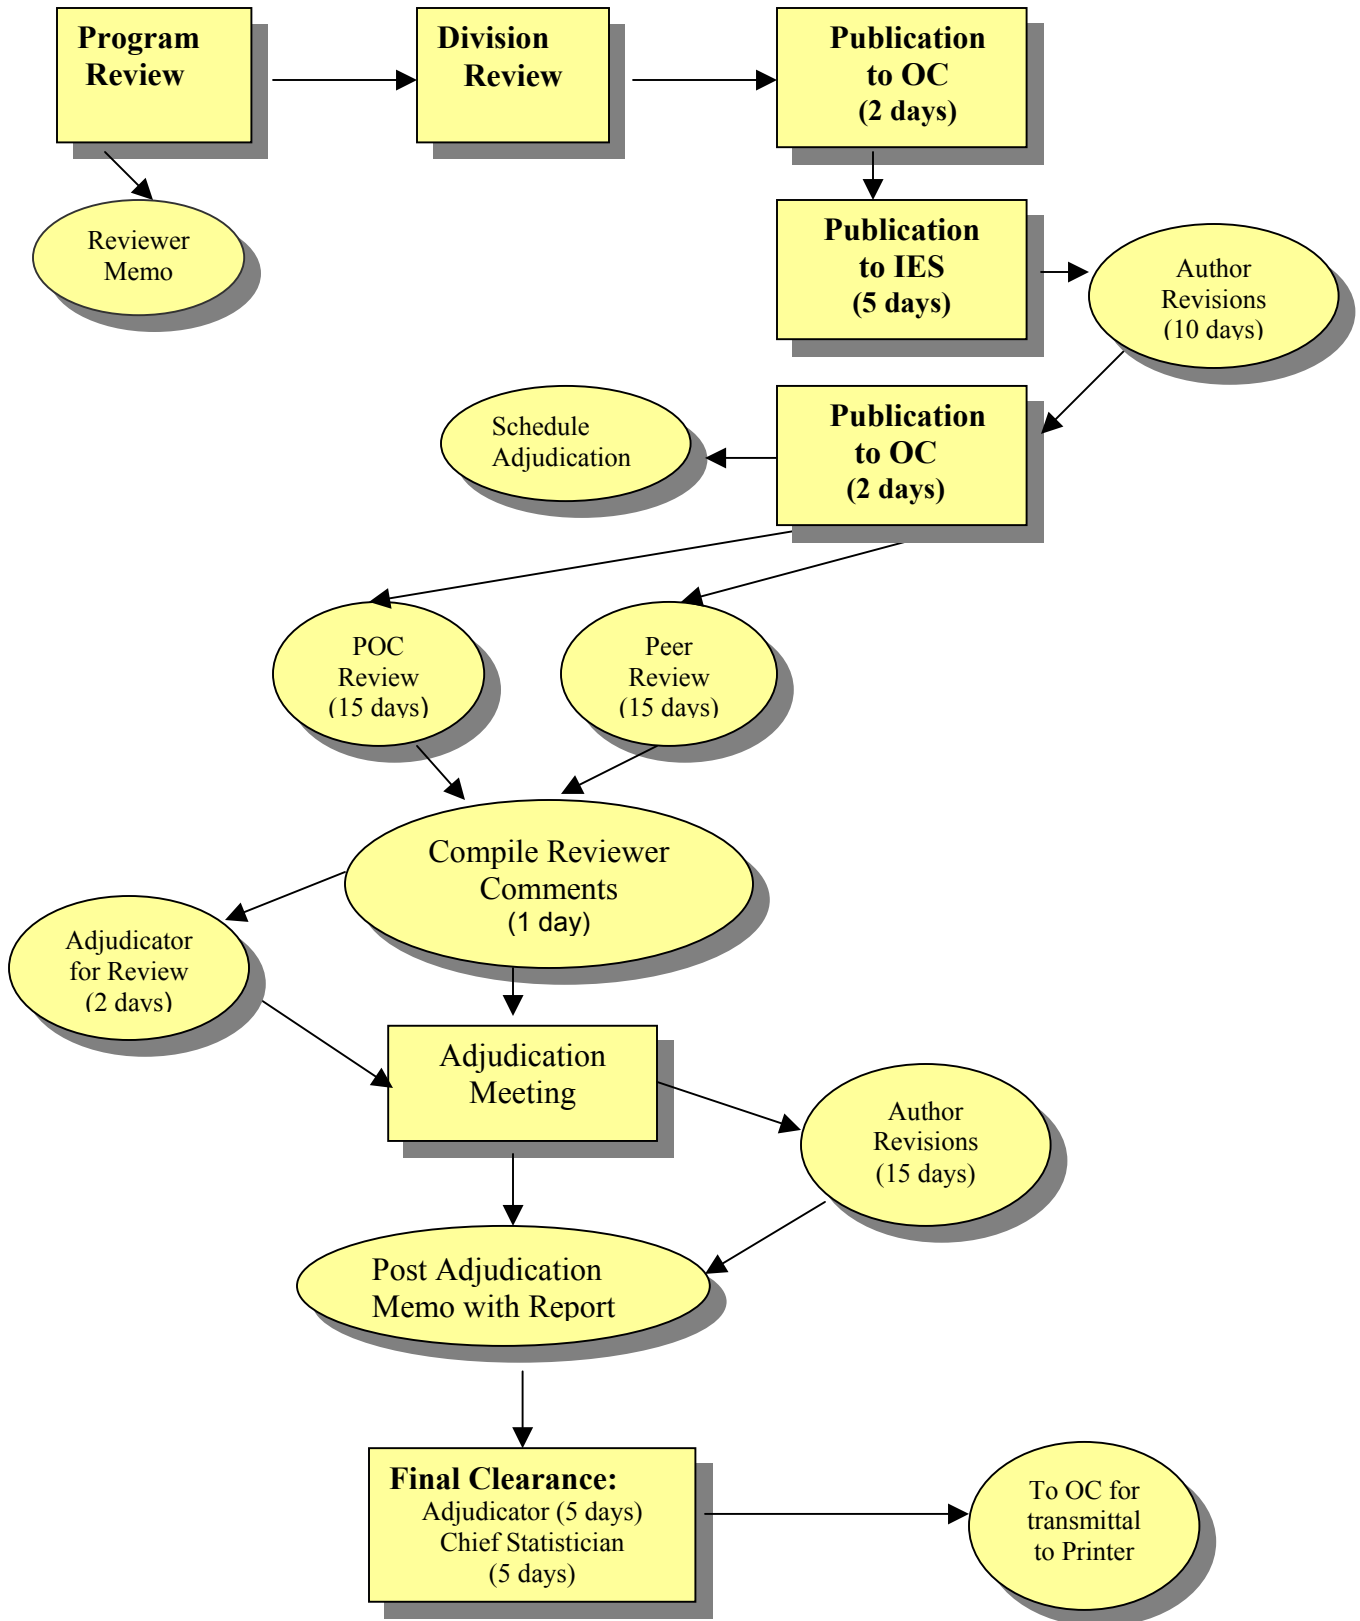 Program
Review
Division
Review
Publication
to OC
(2 days)
Reviewer
Memo
Publication
to IES
(5 days)
Author
Revisions
(10 days)
Schedule
Adjudication
Publication
to OC
(2 days)
POC
Review
(15 days)
Peer
Review
(15 days)
Compile Reviewer
Comments
(1 day)
Adjudicator
for Review
(2 days)
Adjudication
Meeting
Author
Revisions
(15 days)
Post Adjudication
Memo with Report
Final Clearance:
Adjudicator (5 days)
Chief Statistician
(5 days)
To OC for
transmittal
to Printer